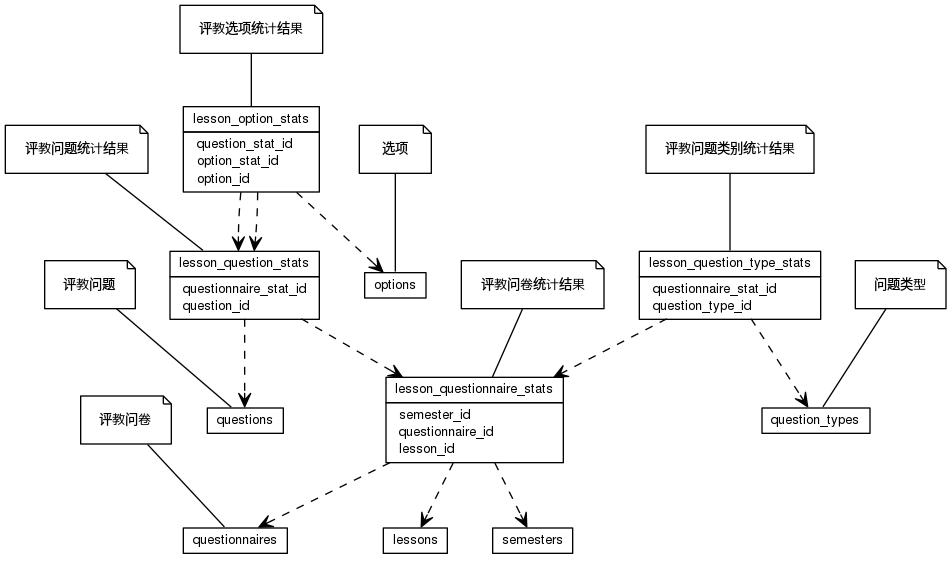 评教选项统计结果
lesson_option_stats
question_stat_id
option_stat_id
option_id
评教问题统计结果
选项
评教问题类别统计结果
lesson_question_stats
questionnaire_stat_id
question_id
评教问题
options
评教问卷统计结果
lesson_question_type_stats
questionnaire_stat_id
question_type_id
问题类型
lesson_questionnaire_stats
semester_id
questionnaire_id
lesson_id
评教问卷
questions
question_types
questionnaires
lessons
semesters